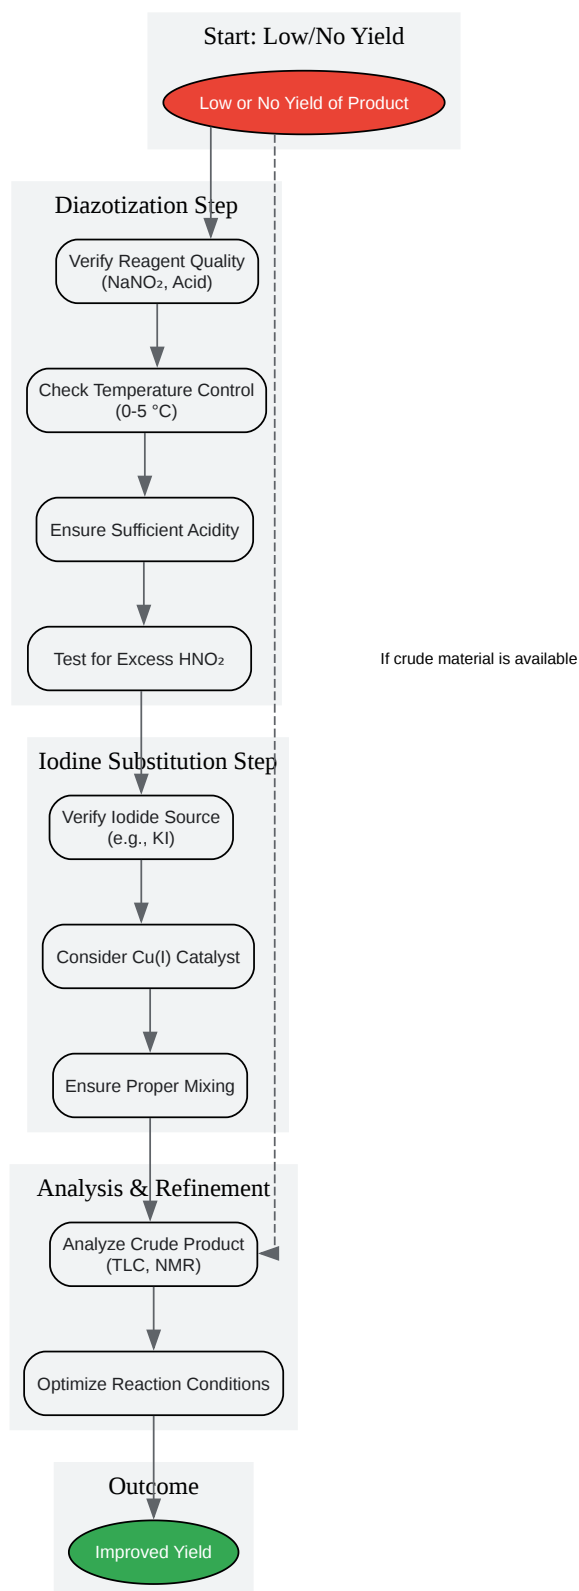 Start: Low/No Yield
Low or No Yield of Product
Diazotization Step
Verify Reagent Quality
(NaNO₂, Acid)
Check Temperature Control
(0-5 °C)
Ensure Sufficient Acidity
Test for Excess HNO₂
If crude material is available
Iodine Substitution Step
Verify Iodide Source
(e.g., KI)
Consider Cu(I) Catalyst
Ensure Proper Mixing
Analysis & Refinement
Analyze Crude Product
(TLC, NMR)
Optimize Reaction Conditions
Outcome
Improved Yield